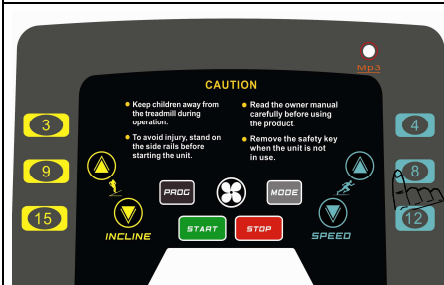 Mp3
CAUTION
• Keep children away from
the treadmill during
operation.
• To avoid injury, stand on
the side rails before
starting the unit.
• Read the owner manual
carefully before using
the product.
• Remove the safety key
when the unit is not
in use.
3
9
15
4
8
12
PROG
MODE
START
STOP
INCLINE
SPEED